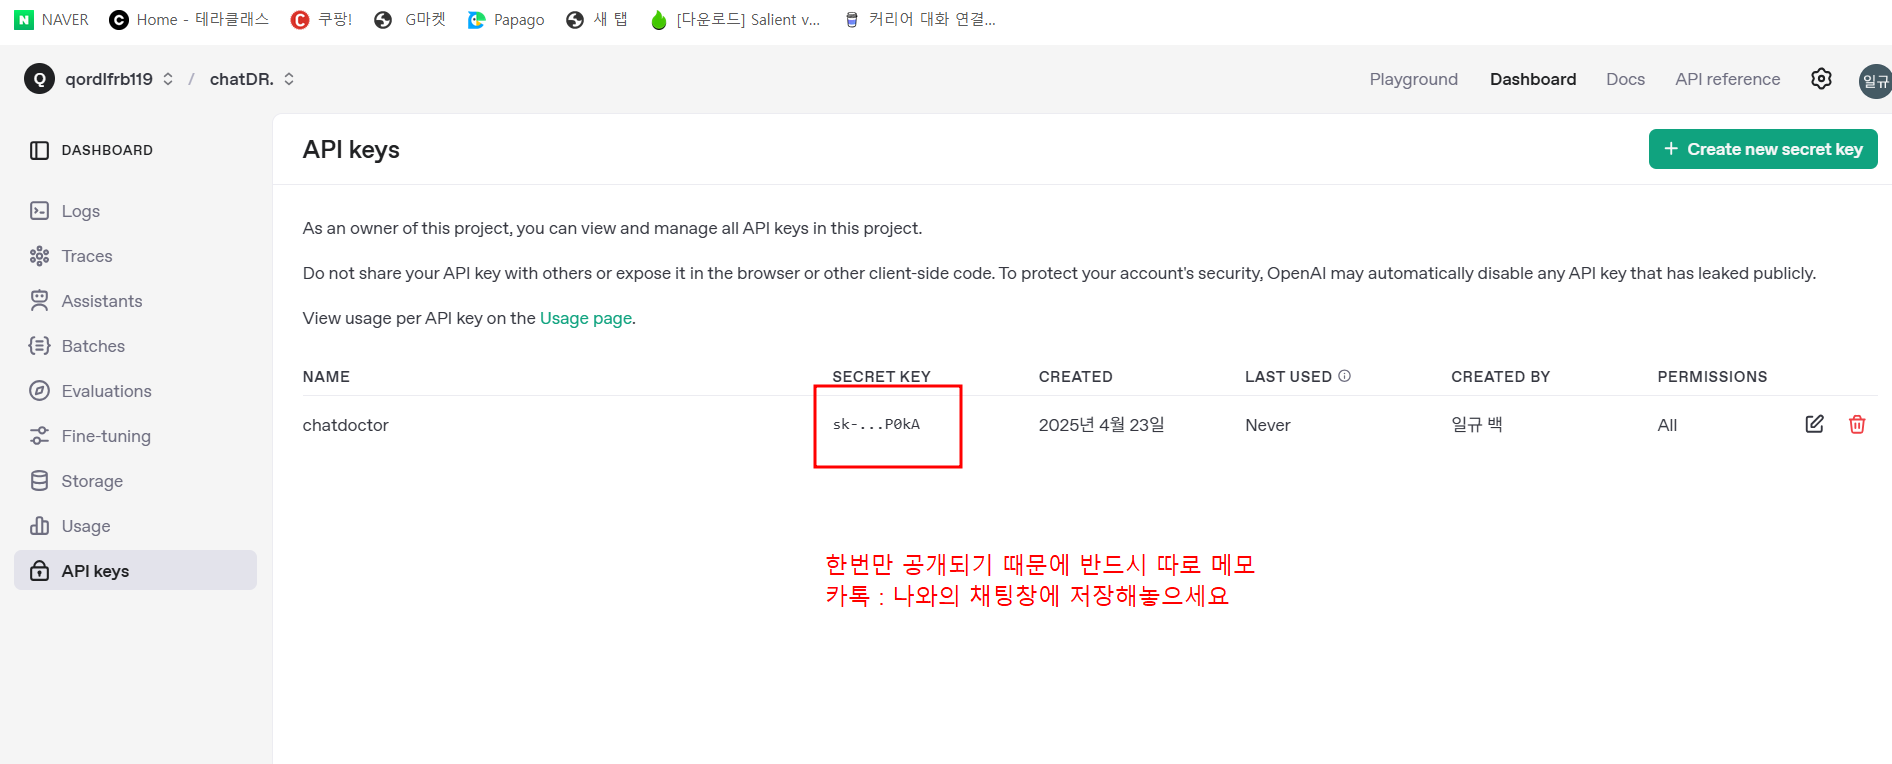 NAVER
Home - 테라클래스
쿠팡!
G마켓
Papago
새 탭
[다운로드] Salient v...
커리어 대화 연결...
Q qordlfrb119 / chatDR.
Playground
Dashboard
Docs
API reference
일규
DASHBOARD
Logs
Traces
Assistants
Batches
Evaluations
Fine-tuning
Storage
Usage
API keys
API keys
+ Create new secret key
As an owner of this project, you can view and manage all API keys in this project.
Do not share your API key with others or expose it in the browser or other client-side code. To protect your account's security, OpenAI may automatically disable any API key that has leaked publicly.
View usage per API key on the Usage page.
NAME SECRET KEY CREATED LAST USED CREATED BY PERMISSIONS
chatdoctor sk-...P0kA 2025년 4월 23일 Never 일규 백 All
한번만 공개되기 때문에 반드시 따로 메모
카톡 : 나와의 채팅창에 저장해놓으세요